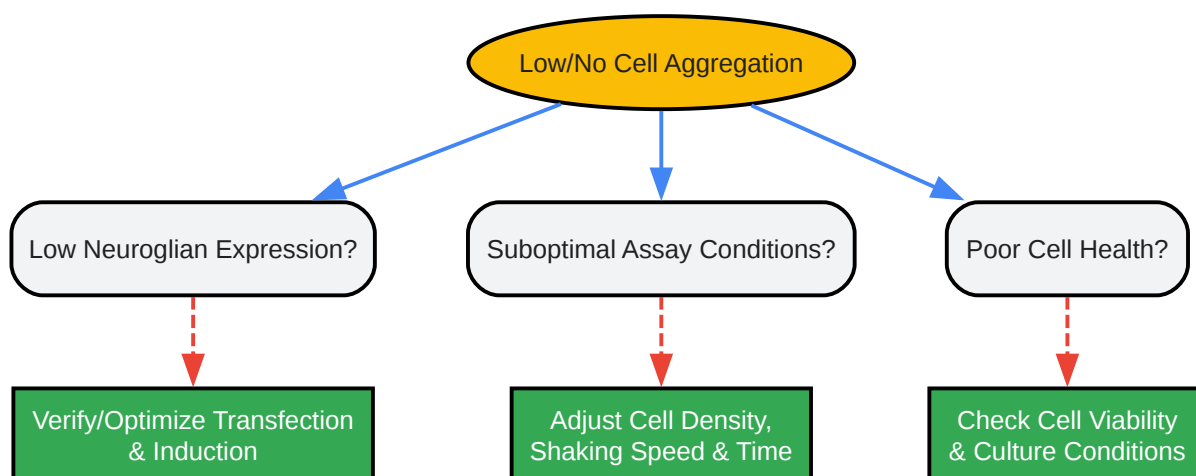 Low/No Cell Aggregation
Low Neuroglian Expression?
Suboptimal Assay Conditions?
Poor Cell Health?
Verify/Optimize Transfection
& Induction
Adjust Cell Density,
Shaking Speed & Time
Check Cell Viability
& Culture Conditions